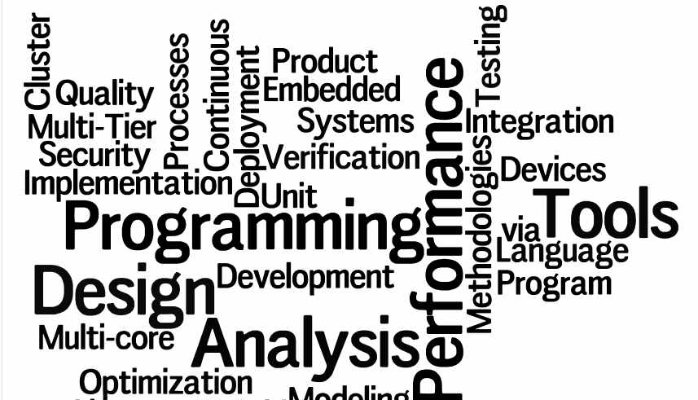 Cluster
Quality
Multi-Tier
Security
Implementation
Processes
Continuous
Deployment
Product
Embedded
Systems
Verification
Unit
Programming
Performance
Testing
Methodologies
Integration
Devices
via
Tools
Language
Program
Design
Development
Multi-core
Analysis
Optimization
Modeling